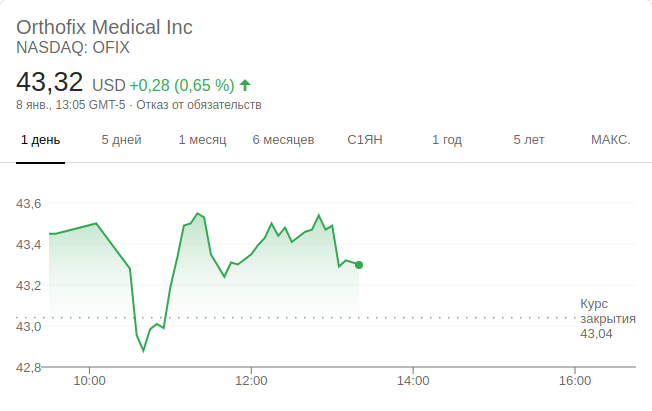 Orthofix Medical Inc
NASDAQ: OFIX
43,32 USD +0,28 (0,65 %)
8 янв., 13:05 GMT-5 · Отказ от обязательств
1 день 5 дней 1 месяц 6 месяцев С1ЯН 1 год 5 лет МАКС.
43,6
43,4
43,2
43,0
42,8
Курс
закрытия
43,04
10:00 12:00 14:00 16:00